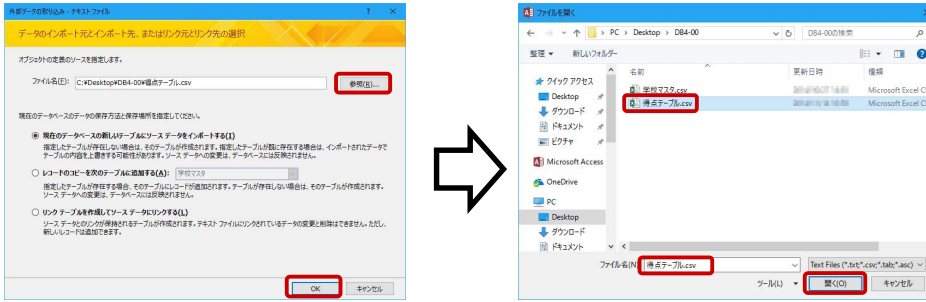 外部データの取り込み - テキスト ファイル
? ×
データのインポート元とインポート先、またはリンク元とリンク先の選択
オブジェクトの定義のソースを指定します。
ファイル名(F): C:¥Desktop¥DB4-00¥得点テーブル.csv 参照(R)...
現在のデータベースのデータの保存方法と保存場所を指定してください。
現在のデータベースの新しいテーブルにソース データをインポートする(I)
指定したテーブルが存在しない場合は、そのテーブルが作成されます。指定したテーブルが既に存在する場合は、インポートされたデータで
テーブルの内容を上書きする可能性があります。ソース データへの変更は、データベースには反映されません。
レコードのコピーを次のテーブルに追加する(A): 学校マスタ
指定したテーブルが存在する場合、そのテーブルにレコードが追加されます。テーブルが存在しない場合は、そのテーブルが作成されます。
ソース データへの変更は、データベースには反映されません。
リンク テーブルを作成してソース データにリンクする(L)
ソース データとのリンクが保持されるテーブルが作成されます。テキスト ファイルにリンクされているデータの変更と削除はできません。ただし、
新しいレコードは追加できます。
OK キャンセル
ファイルを開く
PC > Desktop > DB4-00
DB4-00の検索
整理 新しいフォルダー
名前 更新日時 種類
クイック アクセス
Desktop
ダウンロード
ドキュメント
ピクチャ
Microsoft Access
OneDrive
PC
Desktop
ダウンロード
ドキュメント
学校マスタ.csv Microsoft Excel C
得点テーブル.csv Microsoft Excel C
ファイル名(N): 得点テーブル.csv Text Files (*.txt;*.csv;*.tab;*.asc)
ツール(L) 開く(O) キャンセル